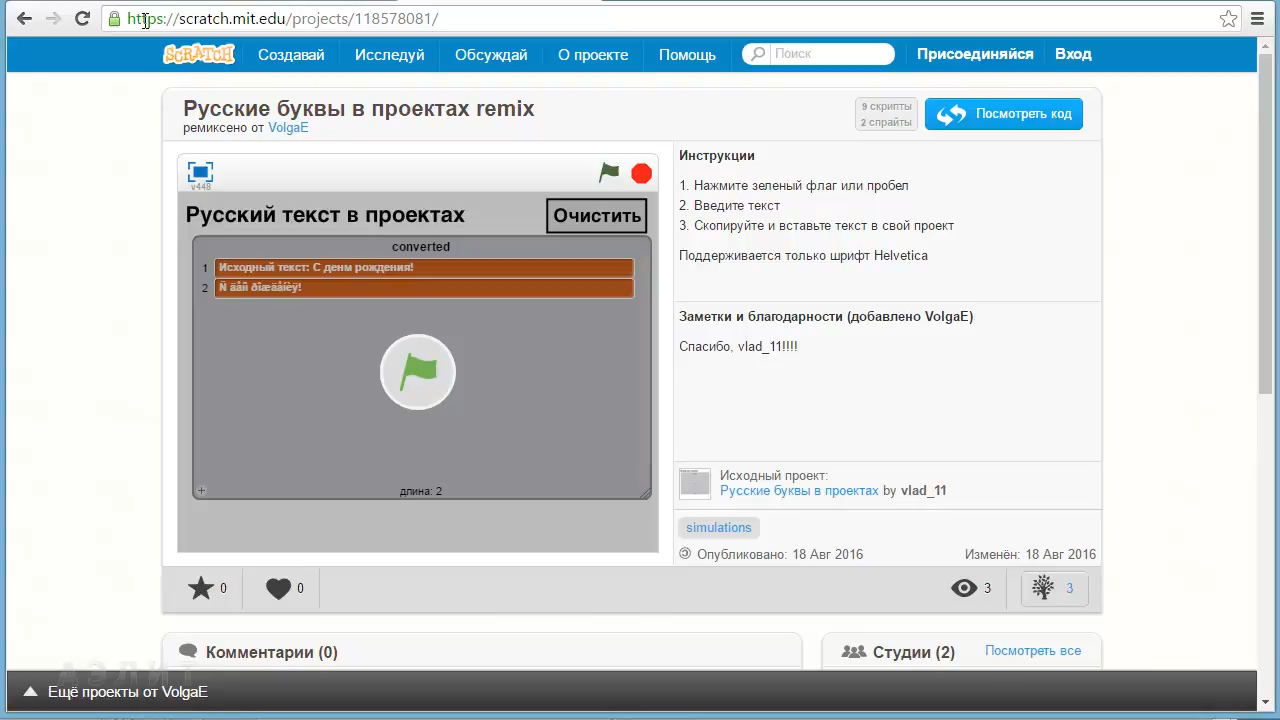 https://scratch.mit.edu/projects/118578081/
SCRATCH Создавай Исследуй Обсуждай О проекте Помощь Поиск Присоединяйся Вход
Русские буквы в проектах remix
ремиксено от VolgaE
9 скрипты
2 спрайты
Посмотреть код
v448
Русский текст в проектах
Очистить
converted
1 Исходный текст: С денм рождения!
2 Ñ äåíì ðîæäåíèÿ!
длина: 2
Инструкции
1. Нажмите зеленый флаг или пробел
2. Введите текст
3. Скопируйте и вставьте текст в свой проект
Поддерживается только шрифт Helvetica
Заметки и благодарности (добавлено VolgaE)
Спасибо, vlad_11!!!!
Исходный проект:
Русские буквы в проектах by vlad_11
simulations
Опубликовано: 18 Авг 2016 Изменён: 18 Авг 2016
0 0 3 3
Комментарии (0)
Студии (2) Посмотреть все
Ещё проекты от VolgaE